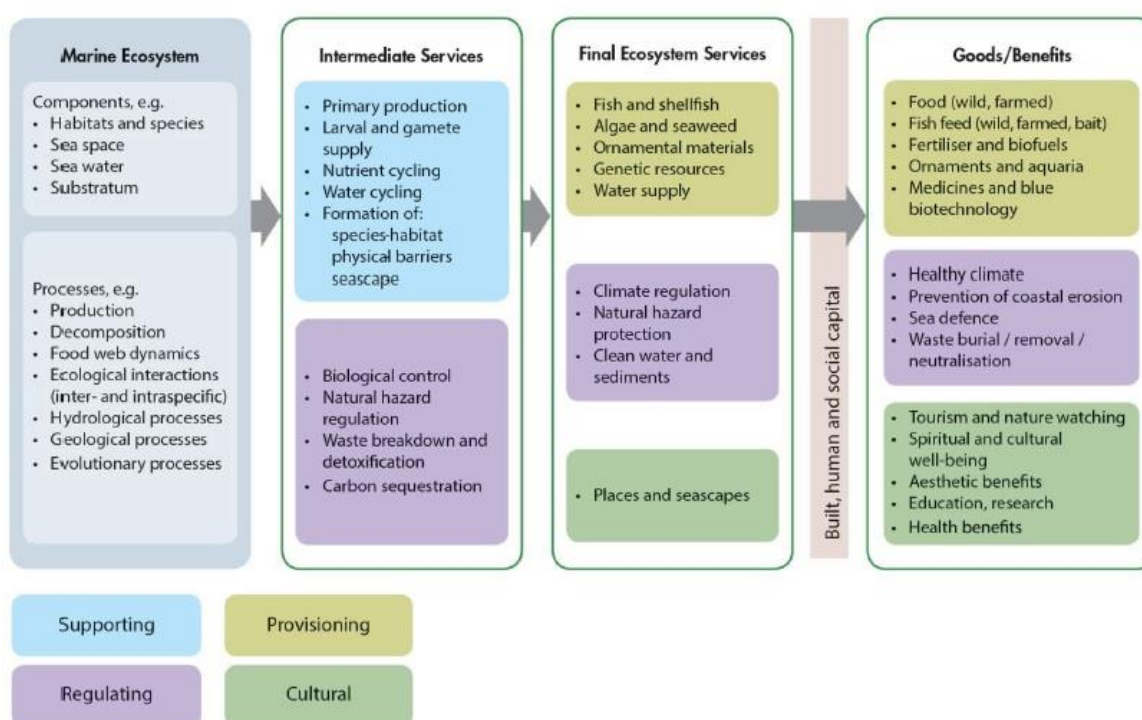 Marine Ecosystem
Components, e.g.
• Habitats and species
• Sea space
• Sea water
• Substratum
Processes, e.g.
• Production
• Decomposition
• Food web dynamics
• Ecological interactions
(inter- and intraspecific)
• Hydrological processes
• Geological processes
• Evolutionary processes
Intermediate Services
• Primary production
• Larval and gamete
supply
• Nutrient cycling
• Water cycling
• Formation of:
species-habitat
physical barriers
seascape
• Biological control
• Natural hazard
regulation
• Waste breakdown and
detoxification
• Carbon sequestration
Final Ecosystem Services
• Fish and shellfish
• Algae and seaweed
• Ornamental materials
• Genetic resources
• Water supply
• Climate regulation
• Natural hazard
protection
• Clean water and
sediments
• Places and seascapes
Built, human and social capital
Goods/Benefits
• Food (wild, farmed)
• Fish feed (wild, farmed, bait)
• Fertiliser and biofuels
• Ornaments and aquaria
• Medicines and blue
biotechnology
• Healthy climate
• Prevention of coastal erosion
• Sea defence
• Waste burial / removal /
neutralisation
• Tourism and nature watching
• Spiritual and cultural
well-being
• Aesthetic benefits
• Education, research
• Health benefits
Supporting
Provisioning
Regulating
Cultural